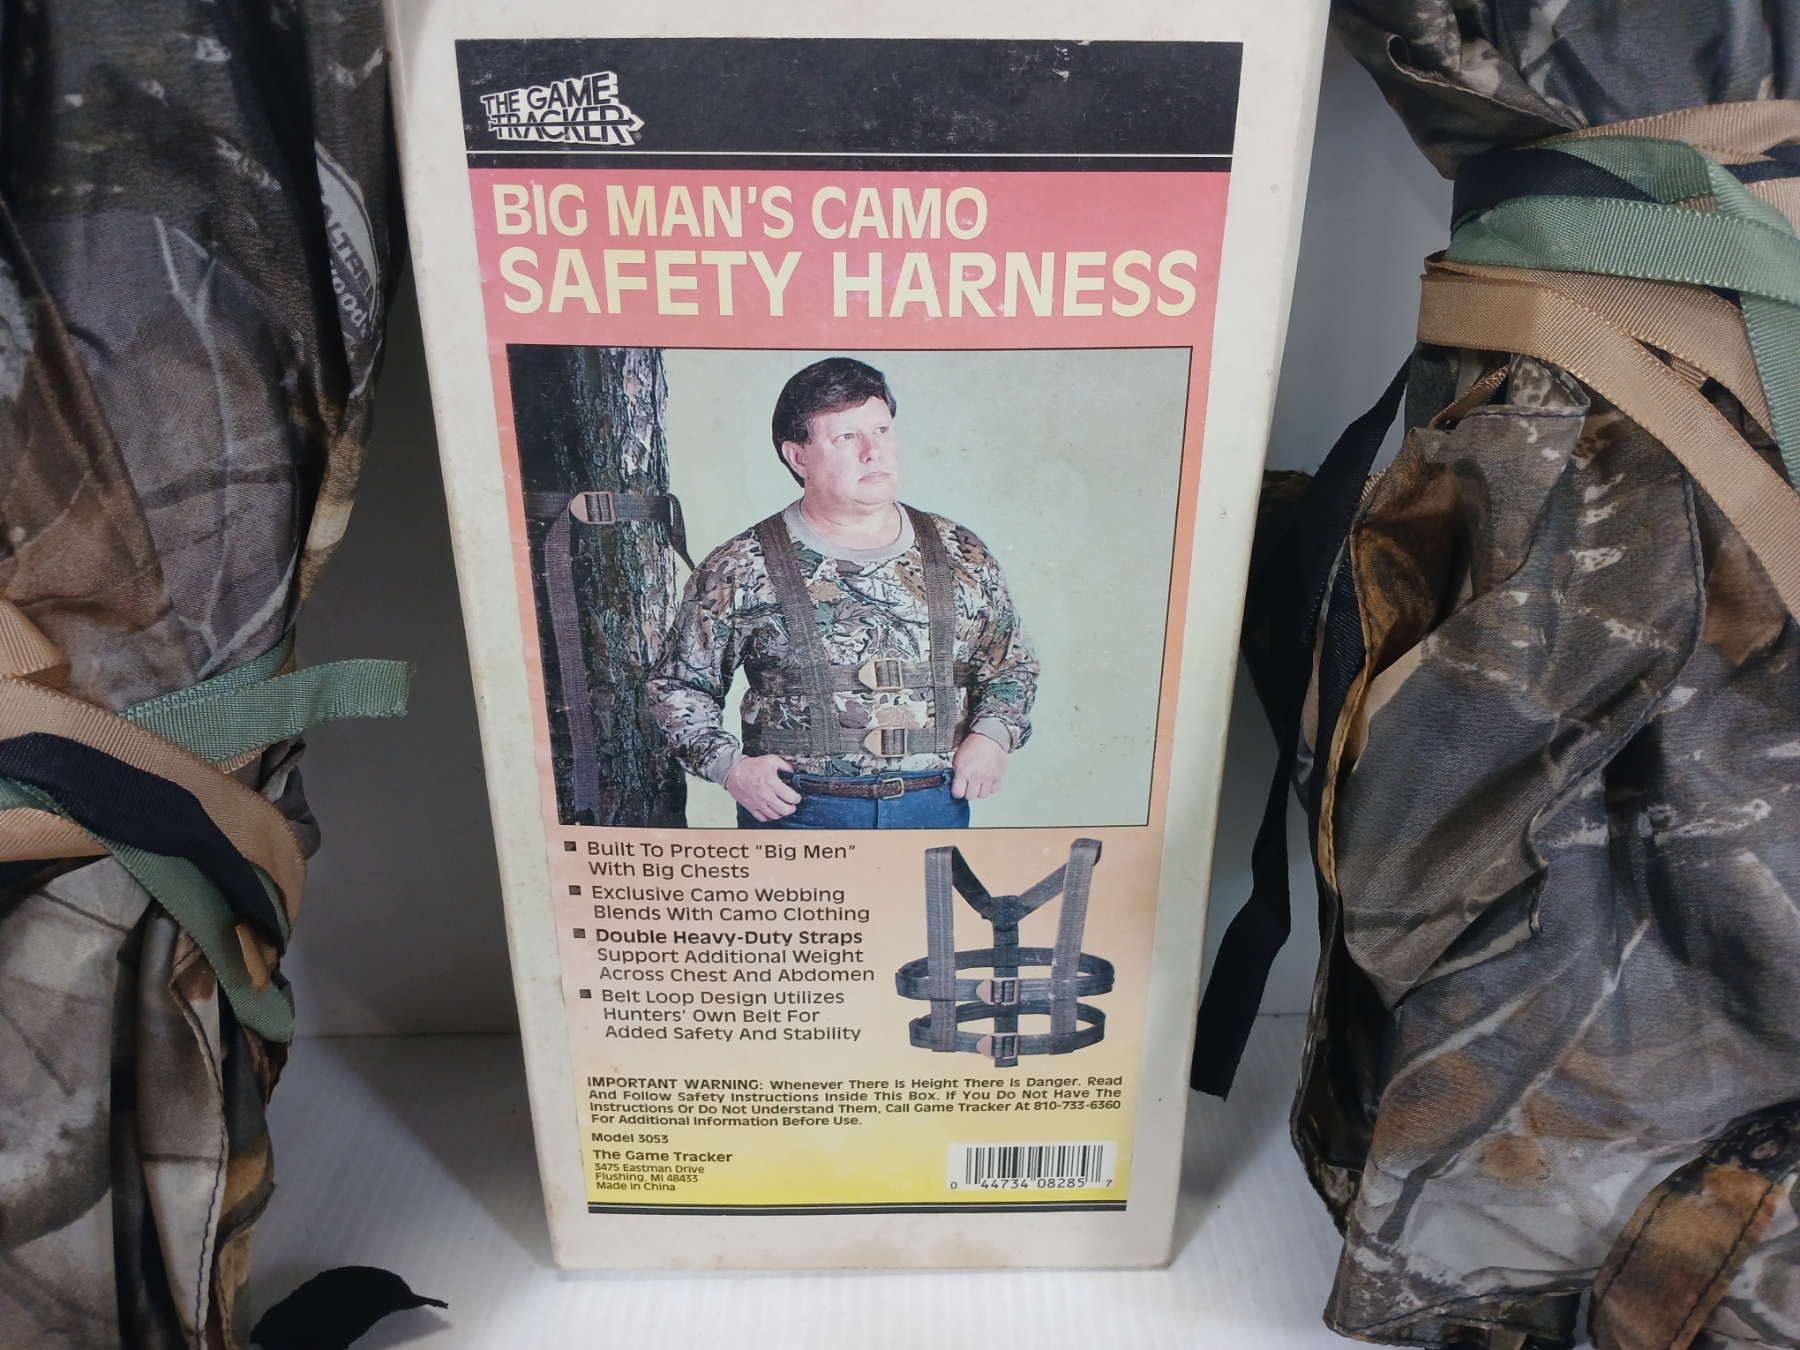 THE GAME
TRACKER
BIG MAN'S CAMO
SAFETY HARNESS
Built To Protect "Big Men"
With Big Chests
Exclusive Camo Webbing
Blends With Camo Clothing
Double Heavy-Duty Straps
Support Additional Weight
Across Chest And Abdomen
Belt Loop Design Utilizes
Hunters' Own Belt For
Added Safety And Stability
IMPORTANT WARNING: Whenever There Is Height There Is Danger. Read
And Follow Safety Instructions Inside This Box. If You Do Not Have The
Instructions Or Do Not Understand Them, Call Game Tracker At 810-733-6360
For Additional Information Before Use.
Model 3053
The Game Tracker
3475 Eastman Drive
Flushing, MI 48433
Made in China
0 44734 08285 7